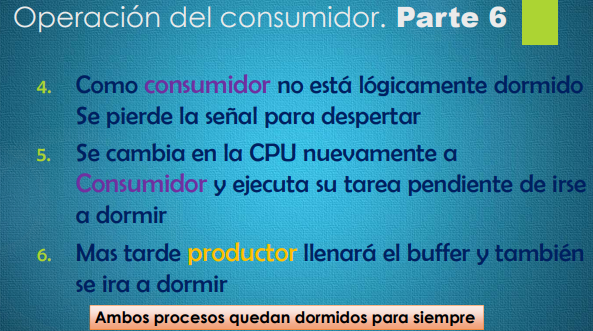 Operación del consumidor. Parte 6
4. Como consumidor no está lógicamente dormido
Se pierde la señal para despertar
5. Se cambia en la CPU nuevamente a
Consumidor y ejecuta su tarea pendiente de irse
a dormir
6. Mas tarde productor llenará el buffer y también
se ira a dormir
Ambos procesos quedan dormidos para siempre